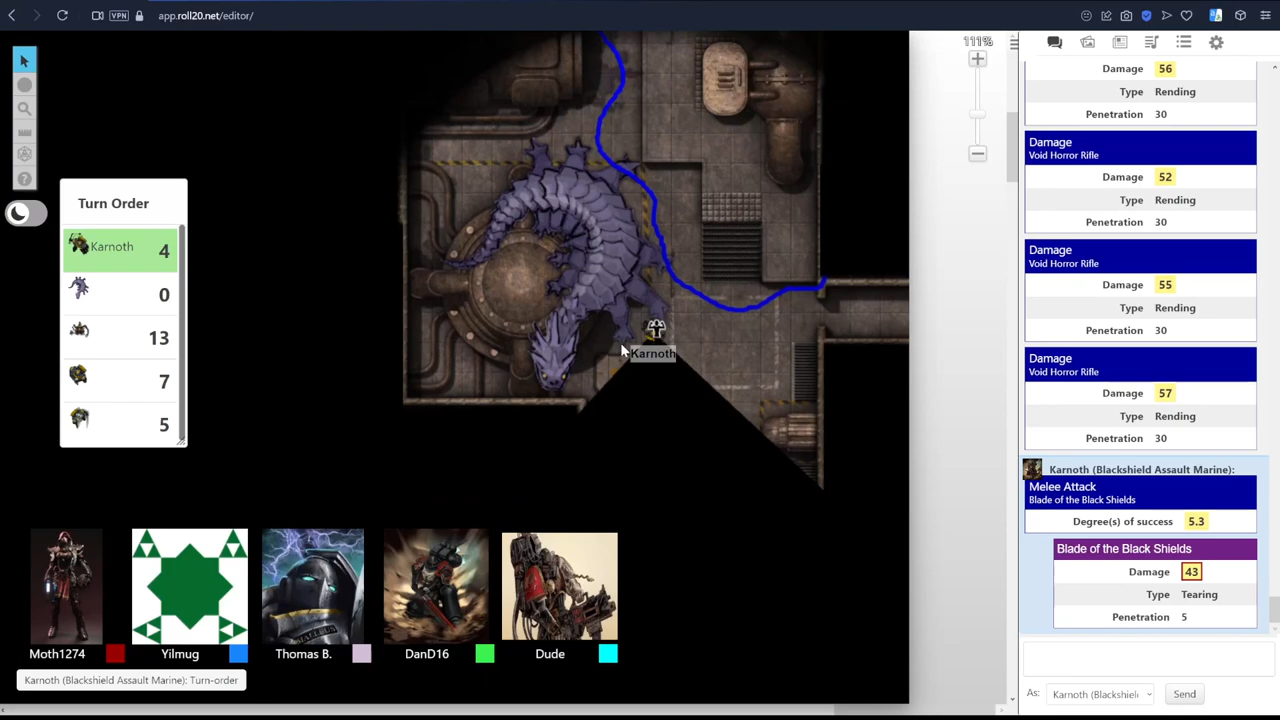 VPN
app.roll20.net/editor/
111%
Turn Order
Karnoth 4
0
13
7
5
Karnoth
Moth1274
Yilmug
Thomas B.
DanD16
Dude
Karnoth (Blackshield Assault Marine): Turn-order
Damage 56
Type Rending
Penetration 30
Damage
Void Horror Rifle
Damage 52
Type Rending
Penetration 30
Damage
Void Horror Rifle
Damage 55
Type Rending
Penetration 30
Damage
Void Horror Rifle
Damage 57
Type Rending
Penetration 30
Karnoth (Blackshield Assault Marine):
Melee Attack
Blade of the Black Shields
Degree(s) of success 5.3
Blade of the Black Shields
Damage 43
Type Tearing
Penetration 5
As: Karnoth (Blackshiel
Send